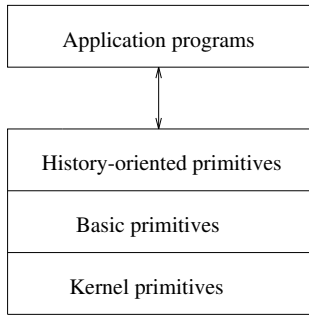 Application programs
History-oriented primitives
Basic primitives
Kernel primitives